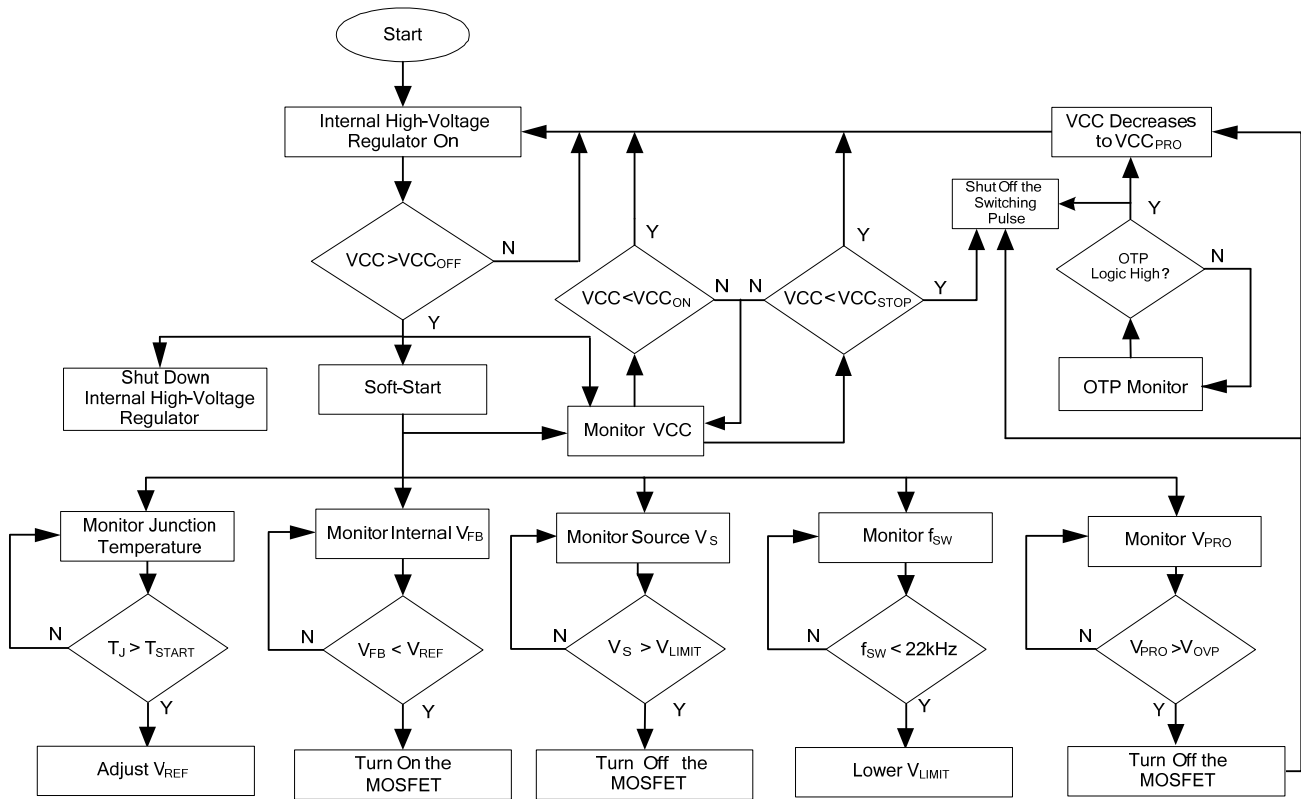 Start
Internal High-Voltage
Regulator On
VCC Decreases
to VCCPRO
Shut Off the
Switching
Pulse
Y
VCC>VCCOFF
N
Y
VCC<VCCON
N
N
Y
VCC<VCCSTOP
Y
OTP
Logic High?
N
Y
Shut Down
Internal High-Voltage
Regulator
Soft-Start
Monitor VCC
OTP Monitor
Monitor Junction
Temperature
Monitor Internal VFB
Monitor Source VS
Monitor fSW
Monitor VPRO
N
TJ > TSTART
Y
N
VFB < VREF
Y
N
VS > VLIMIT
Y
N
fSW < 22kHz
Y
N
VPRO >VOVP
Y
Adjust VREF
Turn On the
MOSFET
Turn Off the
MOSFET
Lower VLIMIT
Turn Off the
MOSFET